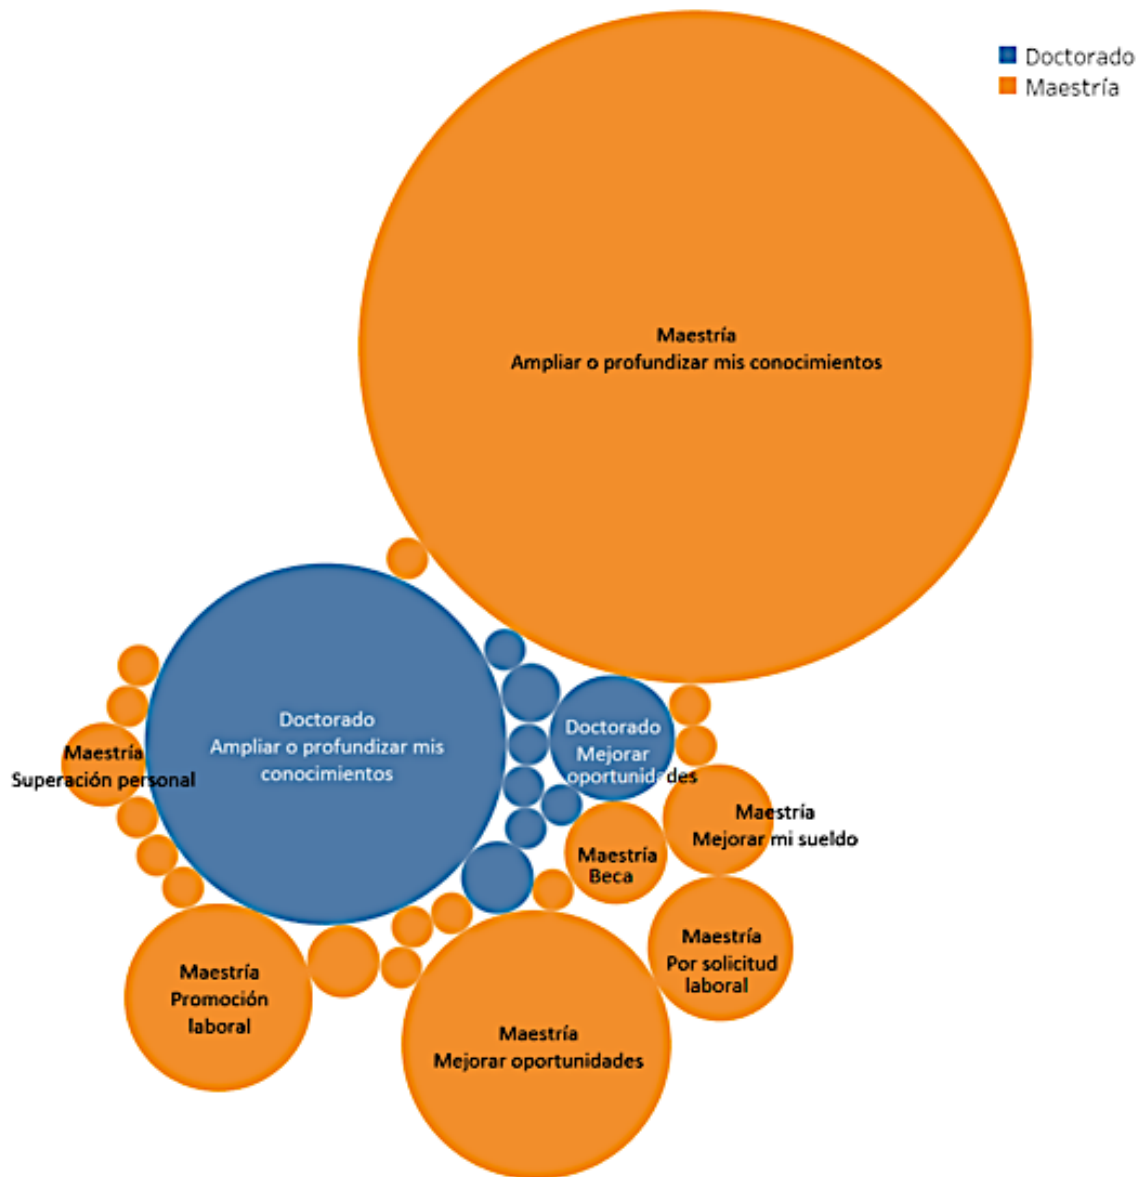 Doctorado
Maestría
Maestría
Ampliar o profundizar mis conocimientos
Doctorado
Ampliar o profundizar mis
conocimientos
Doctorado
Mejorar
oportunidades
Maestría
Superación personal
Maestría
Mejorar mi sueldo
Maestría
Beca
Maestría
Por solicitud
laboral
Maestría
Promoción
laboral
Maestría
Mejorar oportunidades